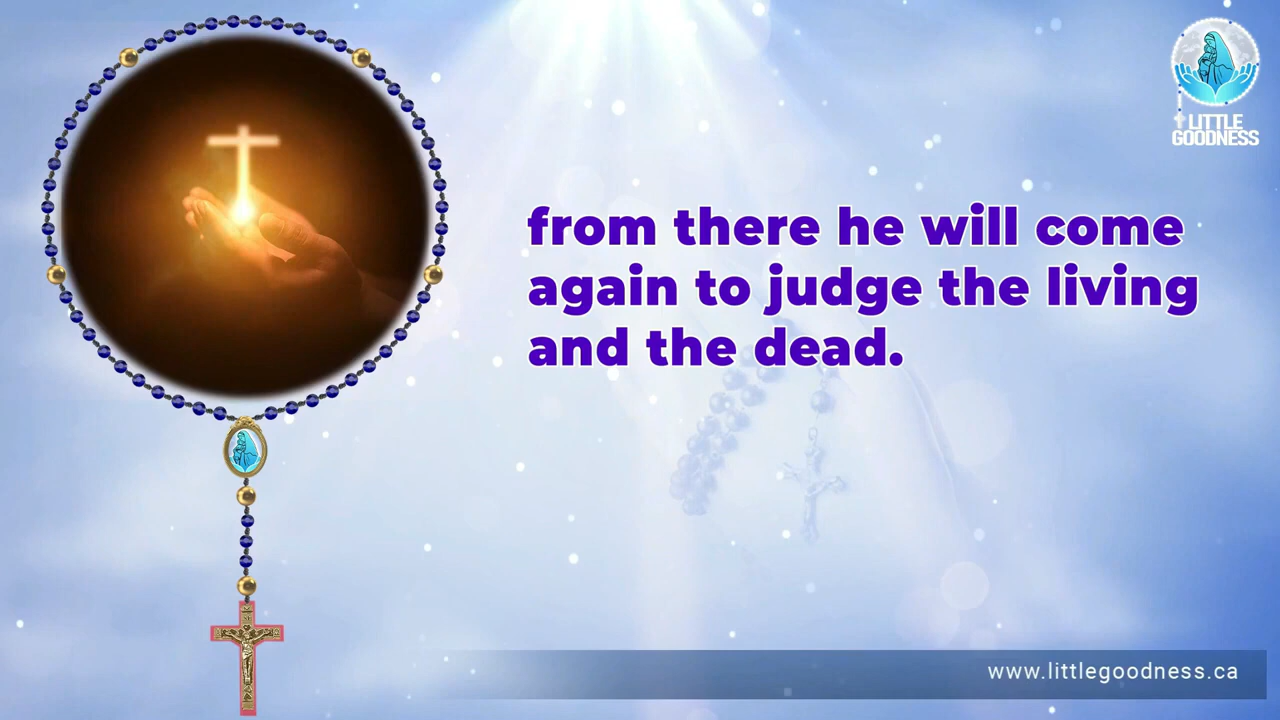 LITTLE
GOODNESS
from there he will come
again to judge the living
and the dead.
www.littlegoodness.ca